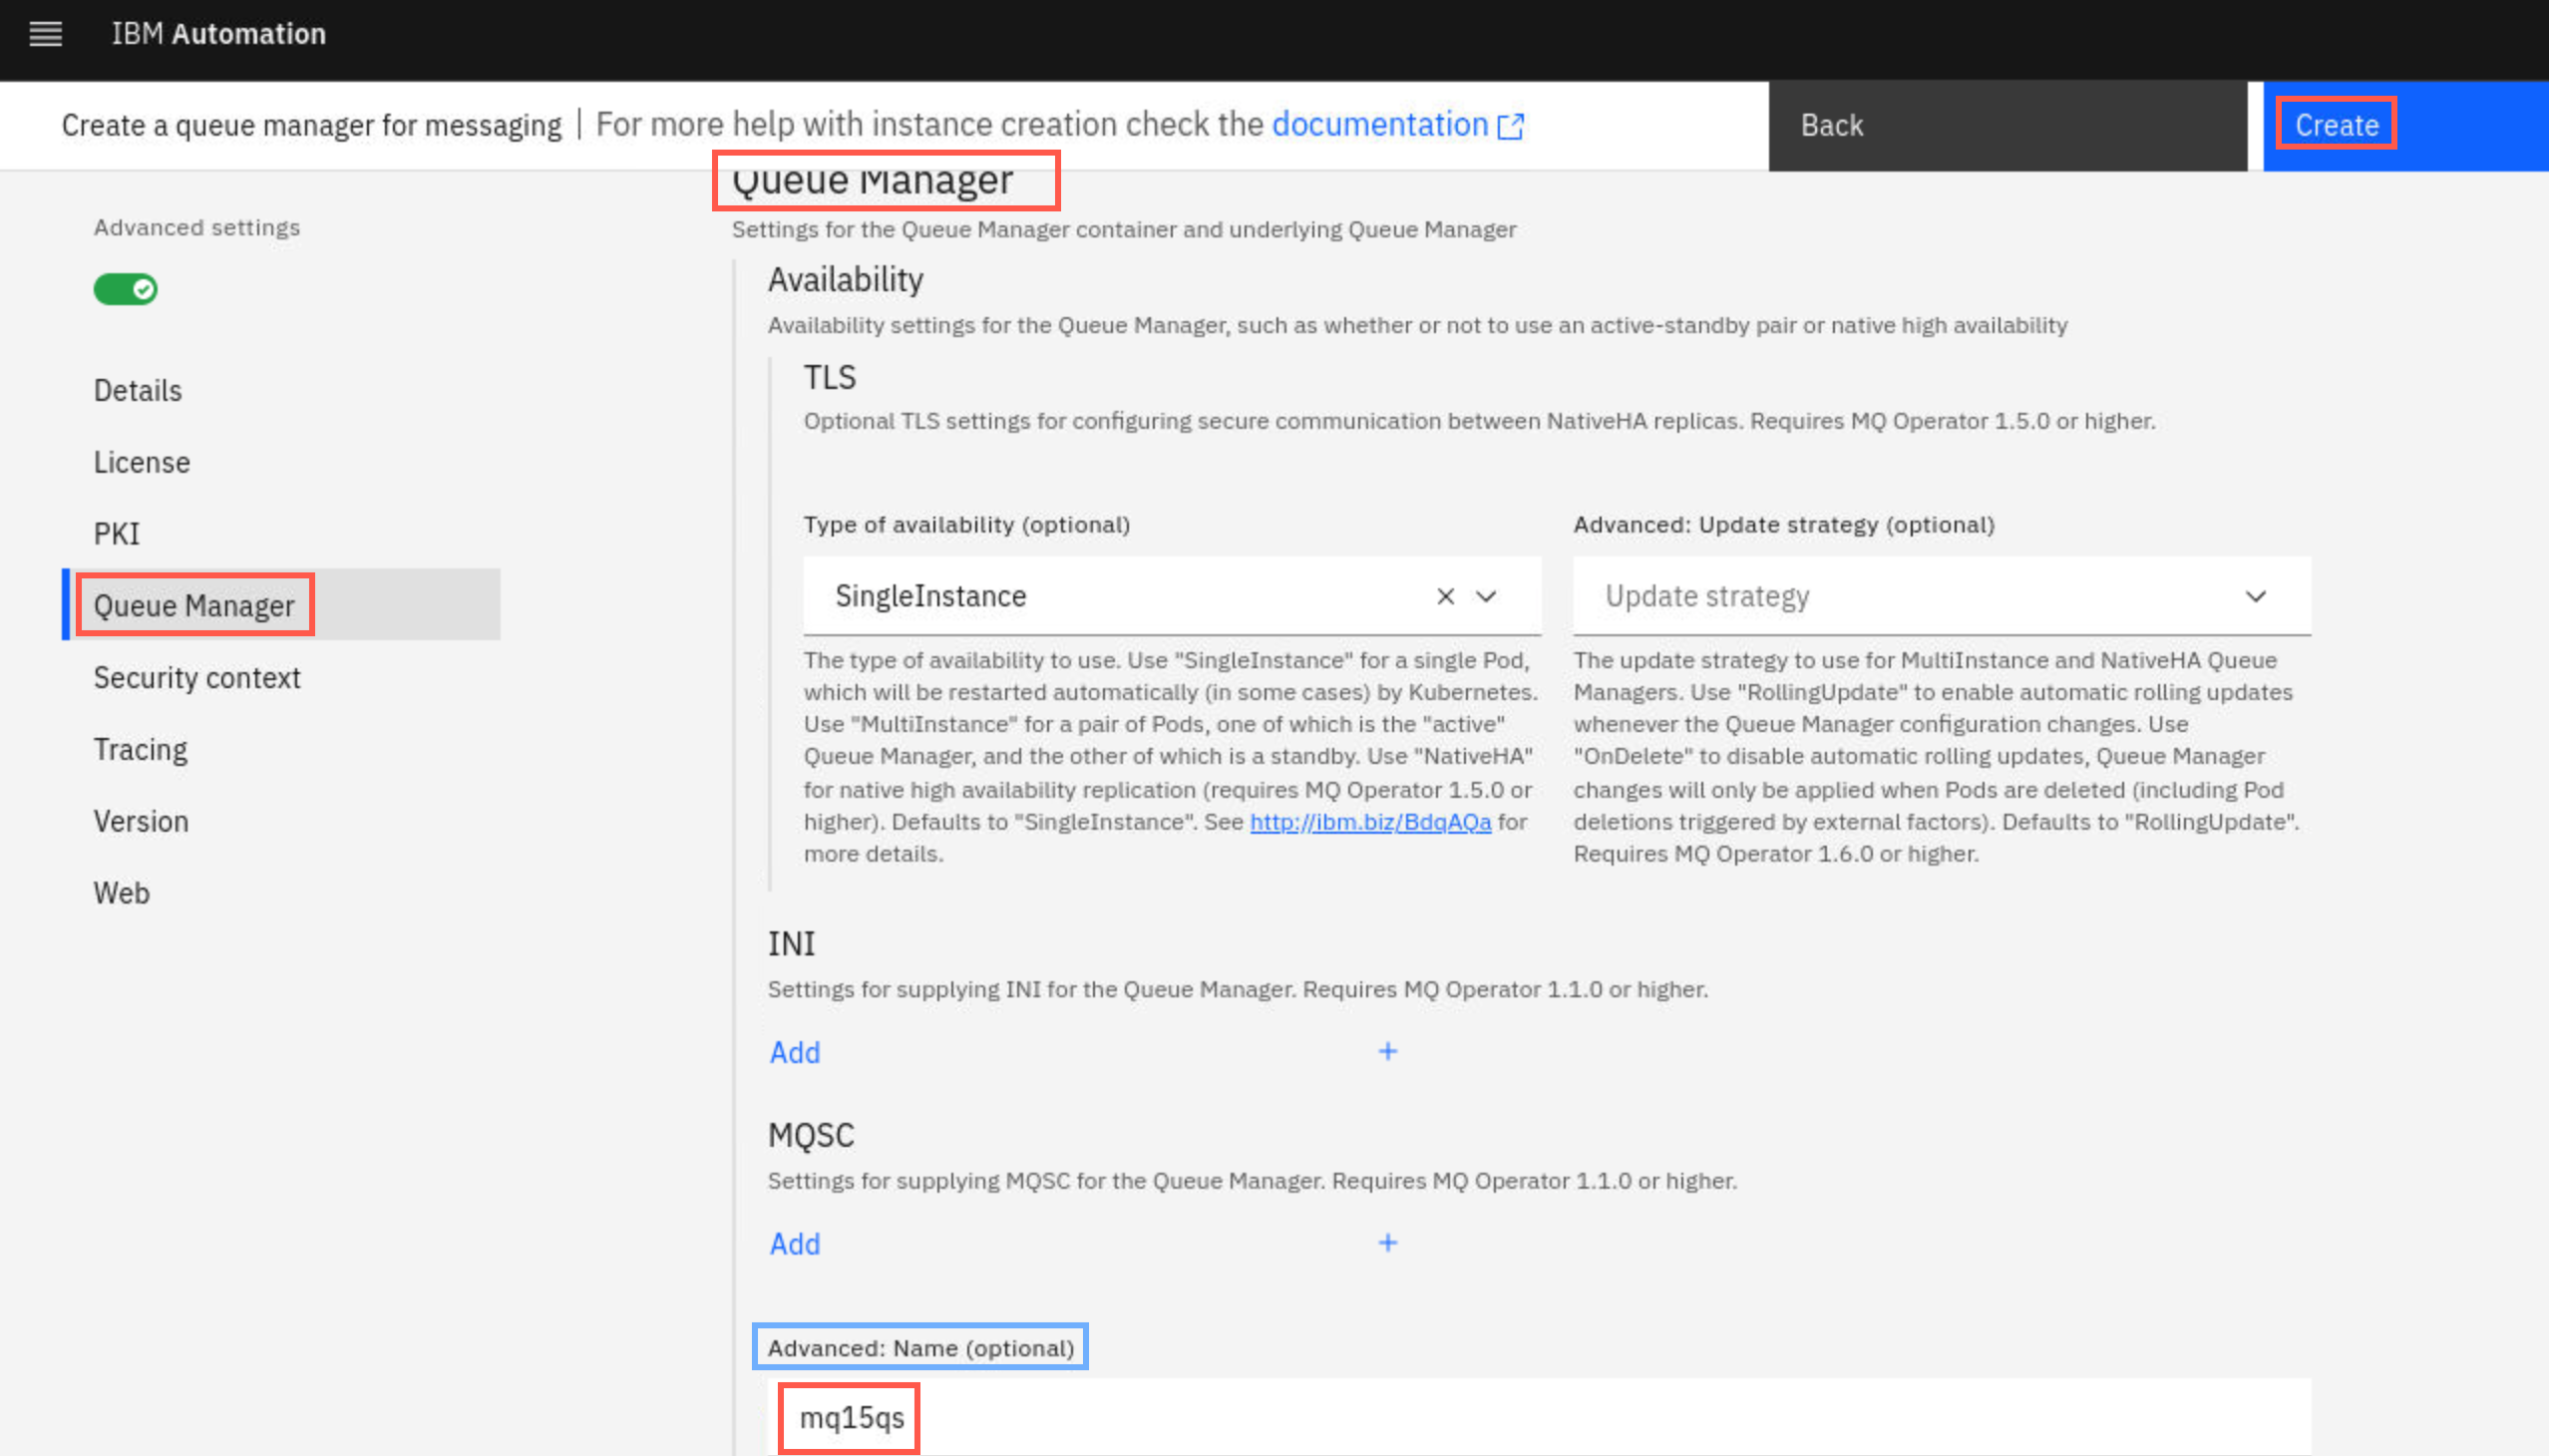 IBM Automation
Create a queue manager for messaging | For more help with instance creation check the documentation
Back
Create
Advanced settings
Details
License
PKI
Queue Manager
Security context
Tracing
Version
Web
Queue Manager
Settings for the Queue Manager container and underlying Queue Manager
Availability
Availability settings for the Queue Manager, such as whether or not to use an active-standby pair or native high availability
TLS
Optional TLS settings for configuring secure communication between NativeHA replicas. Requires MQ Operator 1.5.0 or higher.
Type of availability (optional)
SingleInstance
The type of availability to use. Use "SingleInstance" for a single Pod,
which will be restarted automatically (in some cases) by Kubernetes.
Use "MultiInstance" for a pair of Pods, one of which is the "active"
Queue Manager, and the other of which is a standby. Use "NativeHA"
for native high availability replication (requires MQ Operator 1.5.0 or
higher). Defaults to "SingleInstance". See http://ibm.biz/BdqAQa for
more details.
Advanced: Update strategy (optional)
Update strategy
The update strategy to use for MultiInstance and NativeHA Queue
Managers. Use "RollingUpdate" to enable automatic rolling updates
whenever the Queue Manager configuration changes. Use
"OnDelete" to disable automatic rolling updates, Queue Manager
changes will only be applied when Pods are deleted (including Pod
deletions triggered by external factors). Defaults to "RollingUpdate".
Requires MQ Operator 1.6.0 or higher.
INI
Settings for supplying INI for the Queue Manager. Requires MQ Operator 1.1.0 or higher.
Add +
MQSC
Settings for supplying MQSC for the Queue Manager. Requires MQ Operator 1.1.0 or higher.
Add +
Advanced: Name (optional)
mq15qs